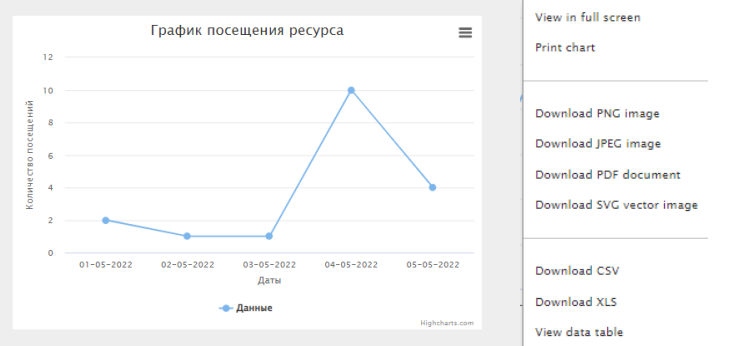 График посещения ресурса
12
10
8
6
4
2
0
Количество посещений
01-05-2022
02-05-2022
03-05-2022
04-05-2022
05-05-2022
Даты
Данные
Highcharts.com
View in full screen
Print chart
Download PNG image
Download JPEG image
Download PDF document
Download SVG vector image
Download CSV
Download XLS
View data table